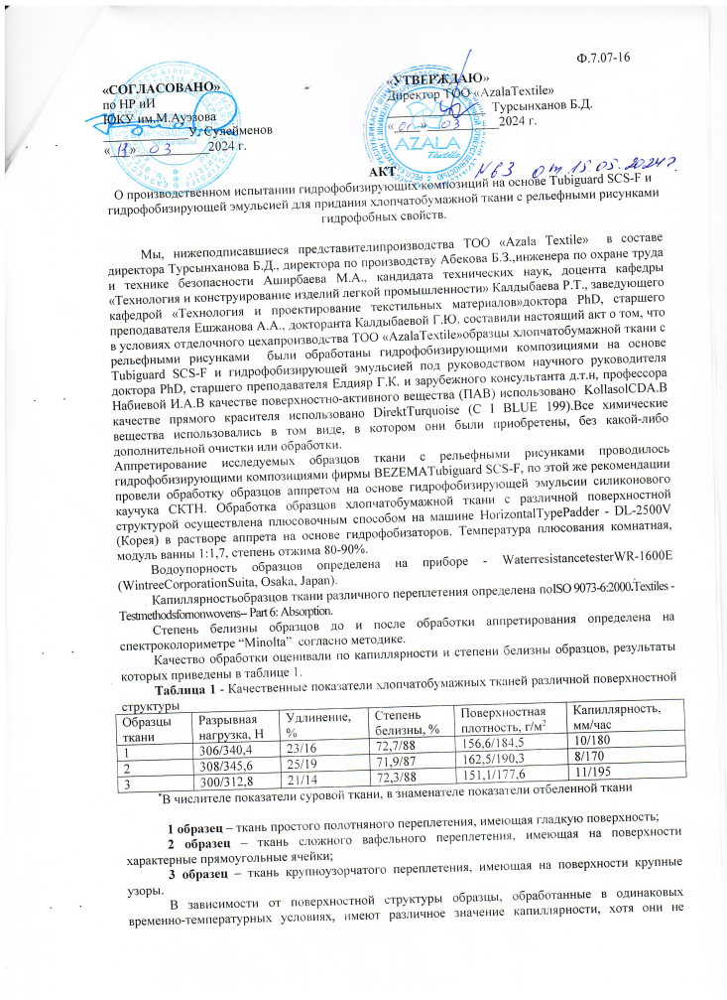 Ф.7.07-16
«СОГЛАСОВАНО»
по НР иИ
ЮКУ им.М.Ауэзова
У. Сулейменов
« 13 » 03 2024 г.
«УТВЕРЖДАЮ»
Директор ТОО «AzalaTextile»
Турсынханов Б.Д.
« » 03 2024 г.
AZALA
Textile
АКТ №63 от 15.05.2024г.
О производственном испытании гидрофобизирующих композиций на основе Tubiguard SCS-F и
гидрофобизирующей эмульсией для придания хлопчатобумажной ткани с рельефными рисунками
гидрофобных свойств.
Мы, нижеподписавшиеся представителипроизводства ТОО «Azala Textile» в составе
директора Турсынханова Б.Д., директора по производству Абекова Б.З.,инженера по охране труда
и технике безопасности Аширбаева М.А., кандидата технических наук, доцента кафедры
«Технология и конструирование изделий легкой промышленности» Калдыбаева Р.Т., заведующего
кафедрой «Технология и проектирование текстильных материалов»доктора PhD, старшего
преподавателя Ешжанова А.А., докторанта Калдыбаевой Г.Ю. составили настоящий акт о том, что
в условиях отделочного цехапроизводства ТОО «AzalaTextile»образцы хлопчатобумажной ткани с
рельефными рисунками были обработаны гидрофобизирующими композициями на основе
Tubiguard SCS-F и гидрофобизирующей эмульсией под руководством научного руководителя
доктора PhD, старшего преподавателя Елдияр Г.К. и зарубежного консультанта д.т.н, профессора
Набиевой И.А.В качестве поверхностно-активного вещества (ПАВ) использовано KollasolCDA.В
качестве прямого красителя использовано DirektTurquoise (C I BLUE 199).Все химические
вещества использовались в том виде, в котором они были приобретены, без какой-либо
дополнительной очистки или обработки.
Аппретирование исследуемых образцов ткани с рельефными рисунками проводилось
гидрофобизирующими композициями фирмы BEZEMATubiguard SCS-F, по этой же рекомендации
провели обработку образцов аппретом на основе гидрофобизирующей эмульсии силиконового
каучука СКТН. Обработка образцов хлопчатобумажной ткани с различной поверхностной
структурой осуществлена плюсовочным способом на машине HorizontalTypePadder - DL-2500V
(Корея) в растворе аппрета на основе гидрофобизаторов. Температура плюсования комнатная,
модуль ванны 1:1,7, степень отжима 80-90%.
Водоупорность образцов определена на приборе - WaterresistancetesterWR-1600E
(WintreeCorporationSuita, Osaka, Japan).
Капиллярностьобразцов ткани различного переплетения определена поISO 9073-6:2000.Textiles -
Testmethodsfornonwovens– Part 6: Absorption.
Степень белизны образцов до и после обработки аппретирования определена на
спектроколориметре “Minolta” согласно методике.
Качество обработки оценивали по капиллярности и степени белизны образцов, результаты
которых приведены в таблице 1.
Таблица 1 - Качественные показатели хлопчатобумажных тканей различной поверхностной
структуры
Образцы ткани | Разрывная нагрузка, Н | Удлинение, % | Степень белизны, % | Поверхностная плотность, г/м² | Капиллярность, мм/час
1 | 306/340,4 | 23/16 | 72,7/88 | 156,6/184,5 | 10/180
2 | 308/345,6 | 25/19 | 71,9/87 | 162,5/190,3 | 8/170
3 | 300/312,8 | 21/14 | 72,3/88 | 151,1/177,6 | 11/195
*В числителе показатели суровой ткани, в знаменателе показатели отбеленной ткани
1 образец – ткань простого полотняного переплетения, имеющая гладкую поверхность;
2 образец – ткань сложного вафельного переплетения, имеющая на поверхности
характерные прямоугольные ячейки;
3 образец – ткань крупноузорчатого переплетения, имеющая на поверхности крупные
узоры.
В зависимости от поверхностной структуры образцы, обработанные в одинаковых
временно-температурных условиях, имеют различное значение капиллярности, хотя они не